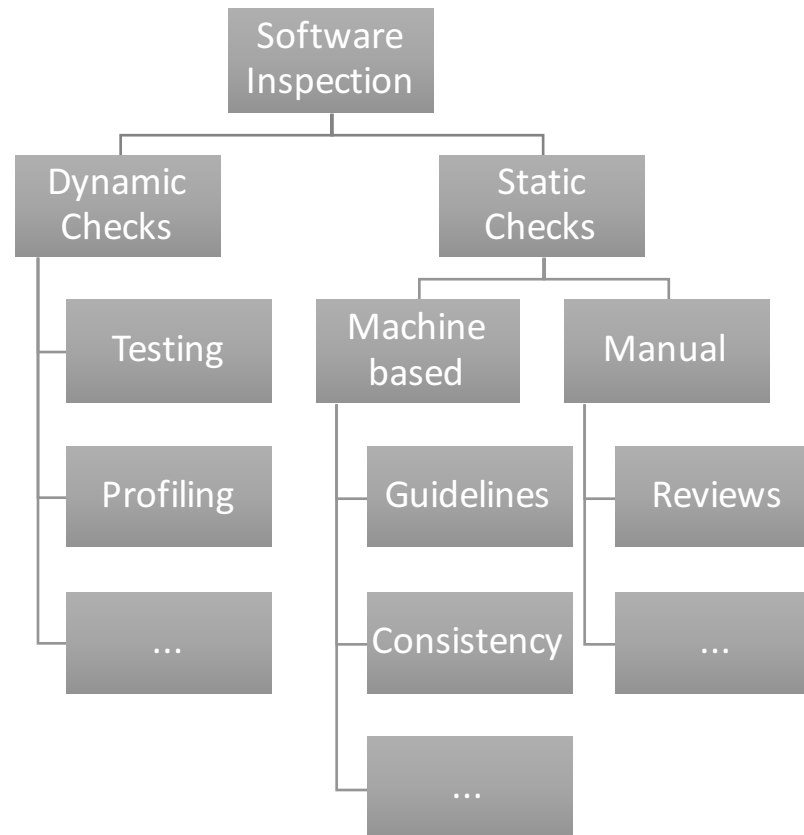 Software
Inspection
Dynamic
Checks
Static
Checks
Testing
Machine
based
Manual
Profiling
Guidelines
Reviews
...
Consistency
...
...